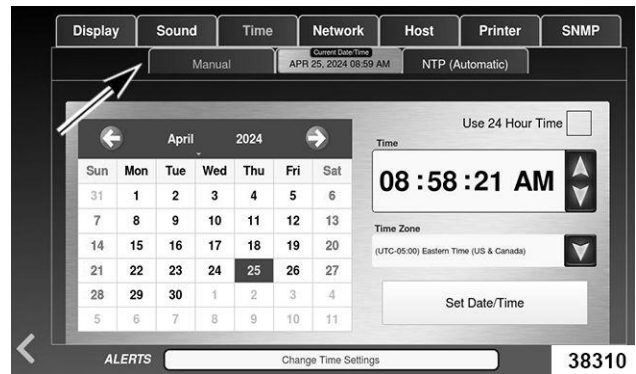 Display Sound Time Network Host Printer SNMP
Manual
Current Date/Time
APR 25, 2024 08:59 AM
NTP (Automatic)
April 2024
Sun Mon Tue Wed Thu Fri Sat
31 1 2 3 4 5 6
7 8 9 10 11 12 13
14 15 16 17 18 19 20
21 22 23 24 25 26 27
28 29 30 1 2 3 4
5 6 7 8 9 10 11
Use 24 Hour Time
Time
08 :58 :21 AM
Time Zone
(UTC-05:00) Eastern Time (US & Canada)
Set Date/Time
ALERTS Change Time Settings
38310